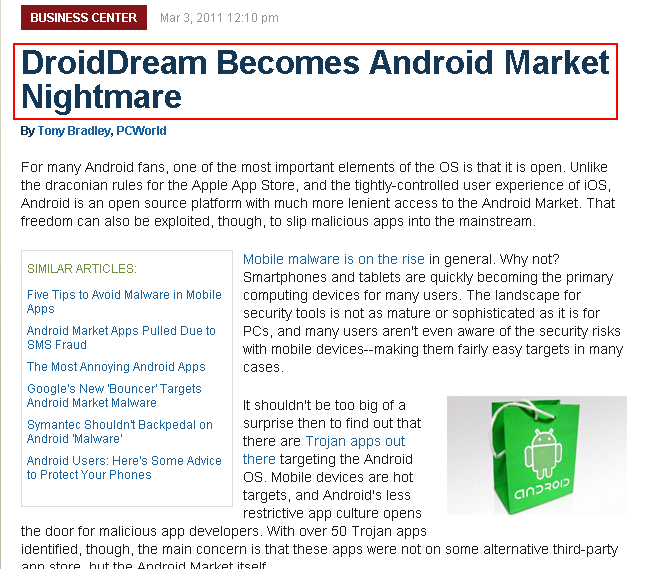 BUSINESS CENTER Mar 3, 2011 12:10 pm
DroidDream Becomes Android Market
Nightmare
By Tony Bradley, PCWorld
For many Android fans, one of the most important elements of the OS is that it is open. Unlike
the draconian rules for the Apple App Store, and the tightly-controlled user experience of iOS,
Android is an open source platform with much more lenient access to the Android Market. That
freedom can also be exploited, though, to slip malicious apps into the mainstream.
SIMILAR ARTICLES:
Five Tips to Avoid Malware in Mobile
Apps
Android Market Apps Pulled Due to
SMS Fraud
The Most Annoying Android Apps
Google's New 'Bouncer' Targets
Android Market Malware
Symantec Shouldn't Backpedal on
Android 'Malware'
Android Users: Here's Some Advice
to Protect Your Phones
Mobile malware is on the rise in general. Why not?
Smartphones and tablets are quickly becoming the primary
computing devices for many users. The landscape for
security tools is not as mature or sophisticated as it is for
PCs, and many users aren't even aware of the security risks
with mobile devices--making them fairly easy targets in many
cases.
It shouldn't be too big of a
surprise then to find out that
there are Trojan apps out
there targeting the Android
OS. Mobile devices are hot
targets, and Android's less
restrictive app culture opens
the door for malicious app developers. With over 50 Trojan apps
identified, though, the main concern is that these apps were not on some alternative third-party
app store, but the Android Market itself.
ANDROID